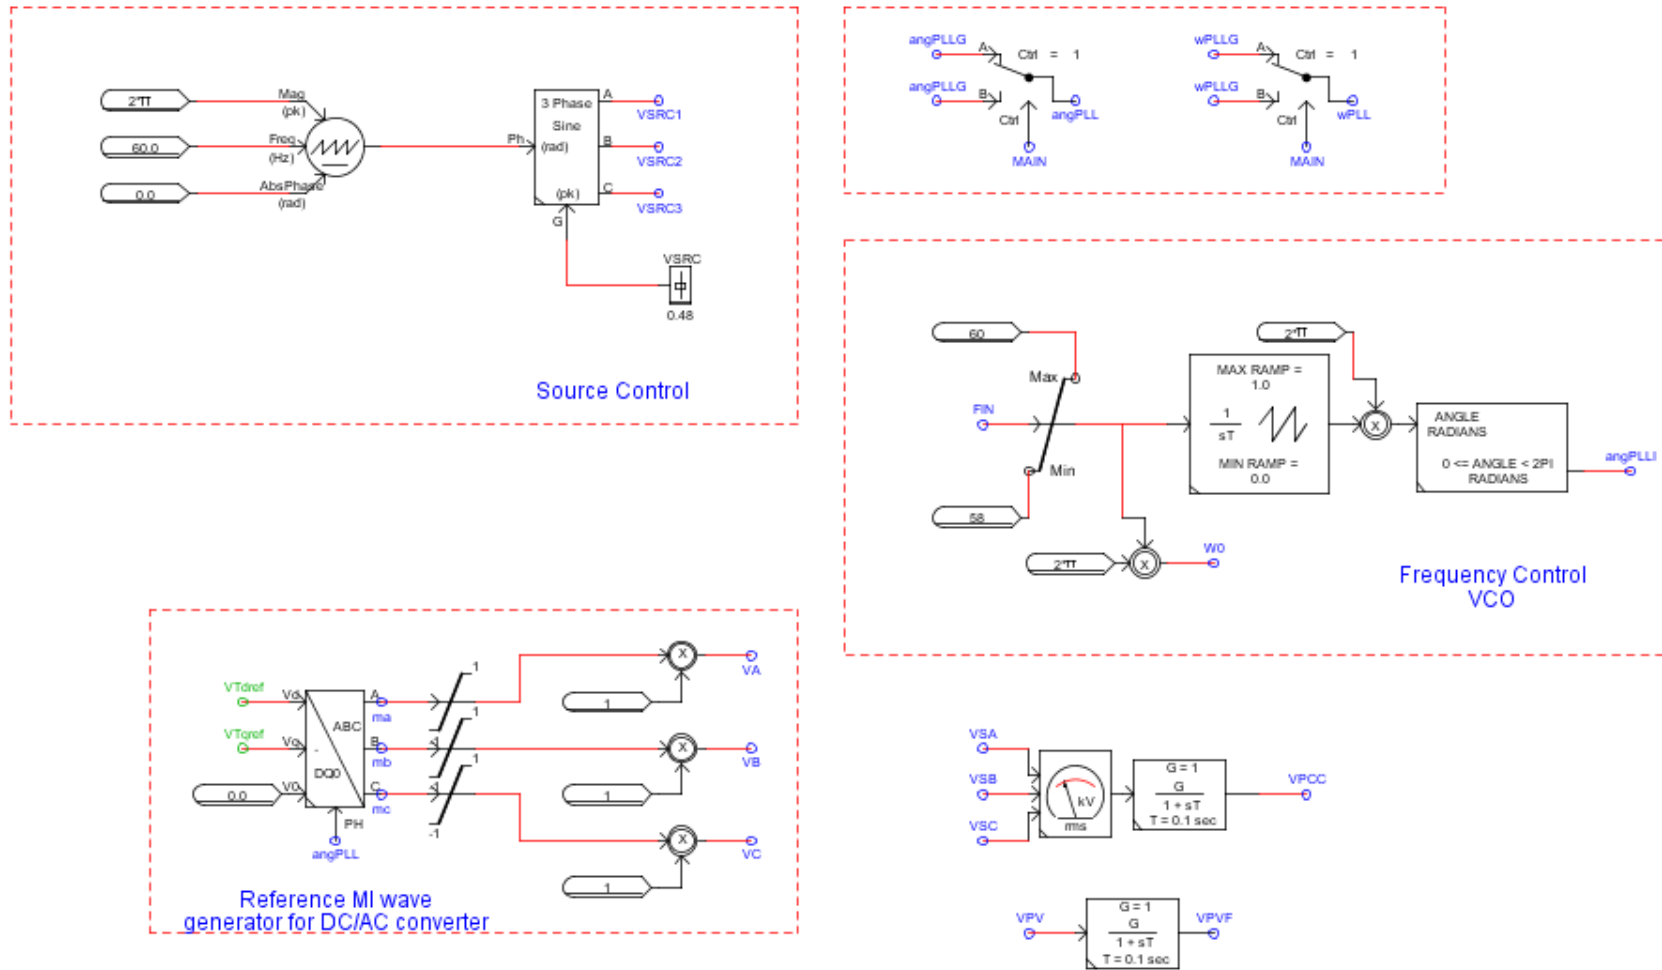 2*π
60.0
0.0
Mag
(pk)
Freq
(Hz)
AbsPhase
(rad)
3 Phase
Sine
Ph
(rad)
(pk)
G
A
B
C
VSRC1
VSRC2
VSRC3
VSRC
0.48
Source Control
angPLLG
A
Ctrl = 1
angPLLG
B
Ctrl
angPLL
MAIN
wPLLG
A
Ctrl = 1
wPLLG
B
Ctrl
wPLL
MAIN
60
Max
FIN
Min
58
2*π
X
W0
MAX RAMP =
1.0
1
sT
MIN RAMP =
0.0
2*π
X
ANGLE
RADIANS
0 <= ANGLE < 2PI
RADIANS
angPLLI
Frequency Control
VCO
VTdref
Vd
VTqref
Vq
0.0
V0
ABC
-
DQ0
PH
angPLL
A
ma
B
mb
C
mc
1
-1
1
-1
1
-1
X
1
VA
X
1
VB
X
1
VC
Reference MI wave
generator for DC/AC converter
VSA
VSB
VSC
kV
rms
G = 1
G
1 + sT
T = 0.1 sec
VPCC
VPV
G = 1
G
1 + sT
T = 0.1 sec
VPVF